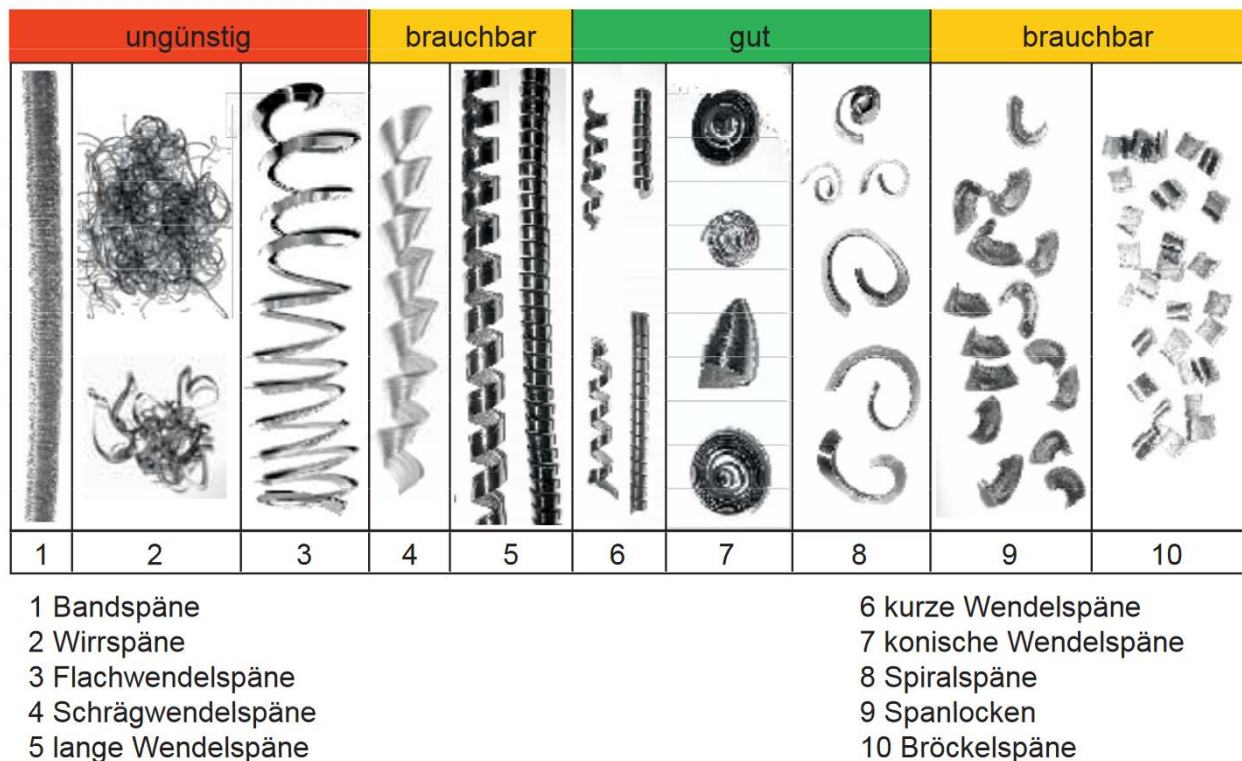 ungünstig brauchbar gut brauchbar
1 2 3 4 5 6 7 8 9 10
1 Bandspäne
2 Wirrspäne
3 Flachwendelspäne
4 Schrägwendelspäne
5 lange Wendelspäne
6 kurze Wendelspäne
7 konische Wendelspäne
8 Spiralspäne
9 Spanlocken
10 Bröckelspäne